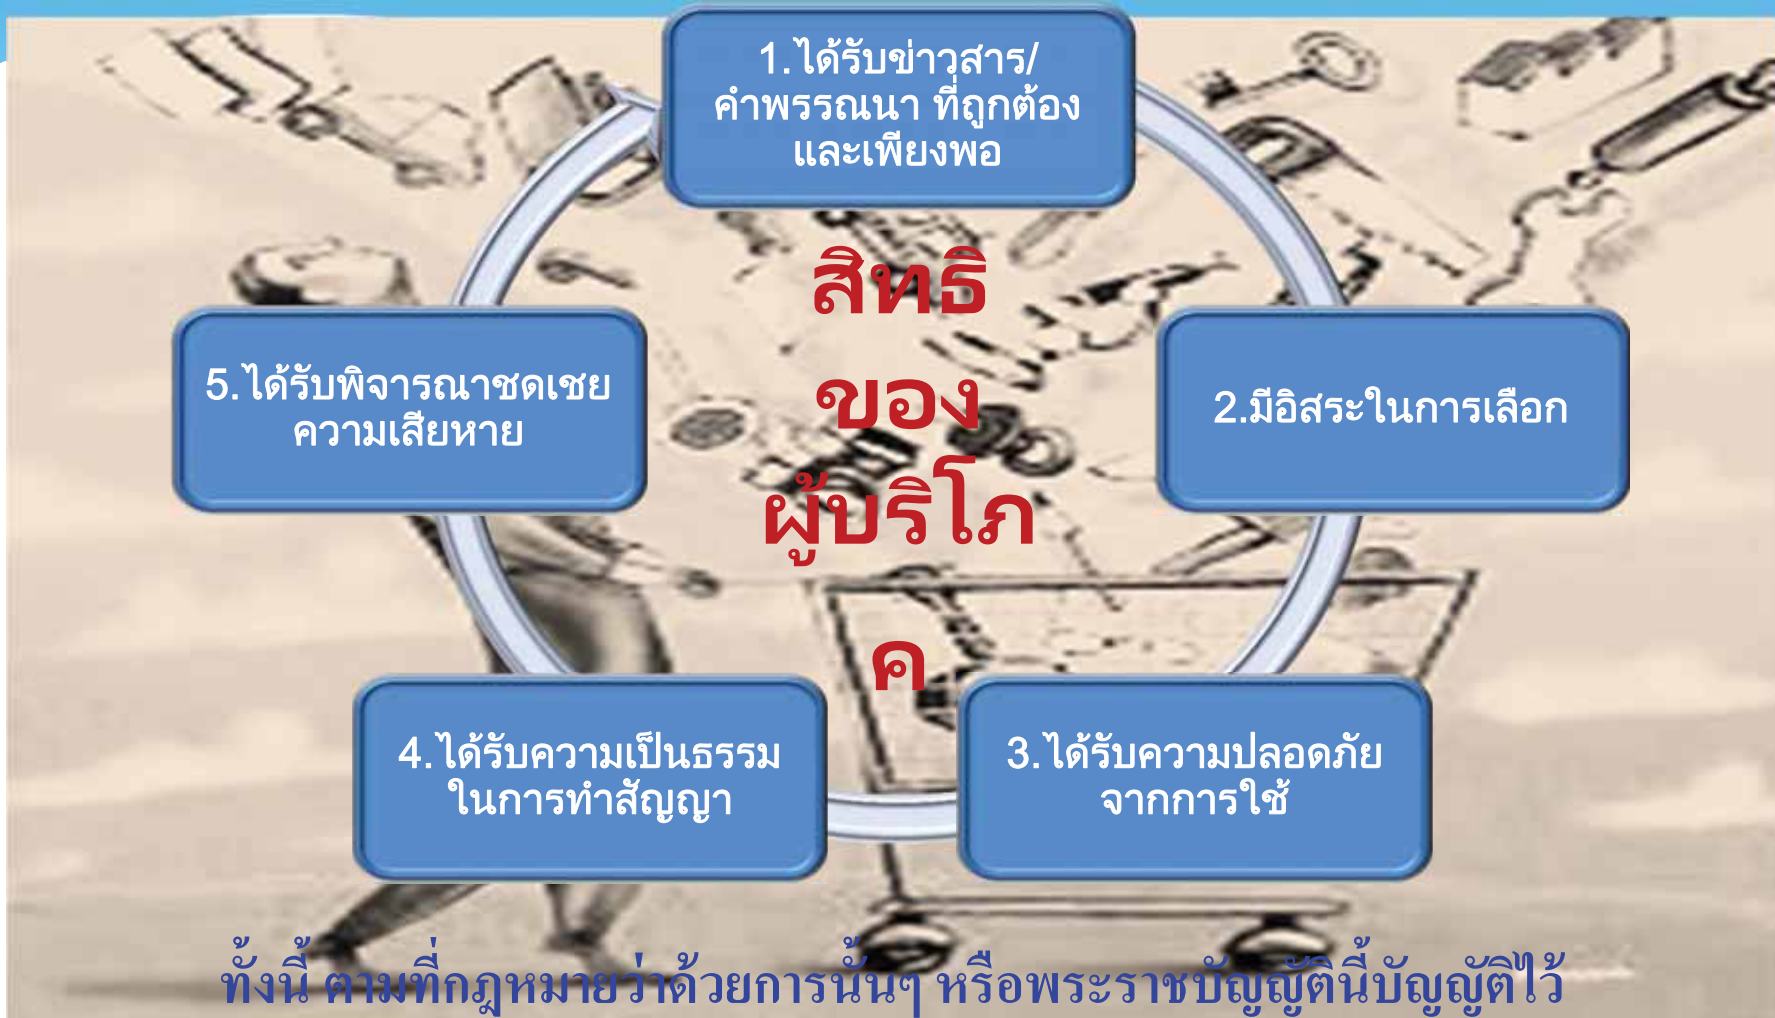 1.ได้รับข่าวสาร/
คำพรรณนา ที่ถูกต้อง
และเพียงพอ
สิทธิ
ของ
ผู้บริโภ
ค
5.ได้รับพิจารณาชดเชย
ความเสียหาย
2.มีอิสระในการเลือก
4.ได้รับความเป็นธรรม
ในการทำสัญญา
3.ได้รับความปลอดภัย
จากการใช้
ทั้งนี้ ตามที่กฎหมายว่าด้วยการนั้นๆ หรือพระราชบัญญัตินี้บัญญัติไว้